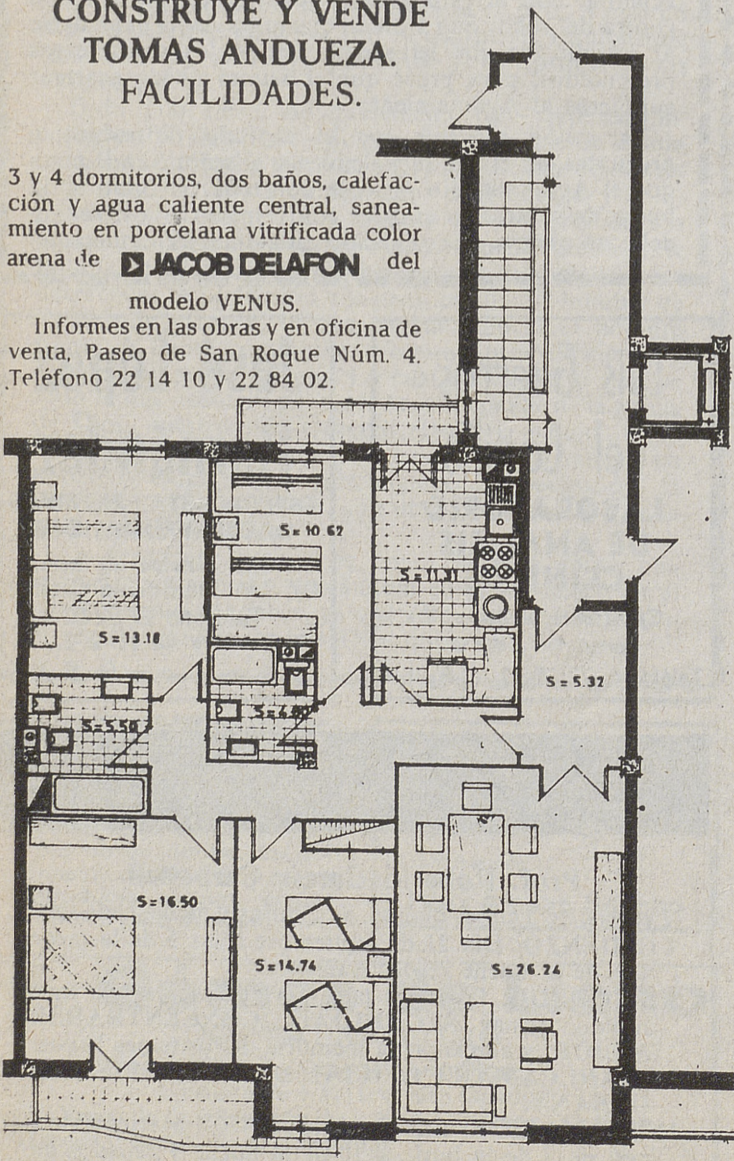 CONSTRUYE Y VENDE
TOMAS ANDUEZA.
FACILIDADES.
3 y 4 dormitorios, dos baños, calefac-
ción y agua caliente central, sanea-
miento en porcelana vitrificada color
arena de JACOB DELAFON del
modelo VENUS.
Informes en las obras y en oficina de
venta, Paseo de San Roque Núm. 4.
Teléfono 22 14 10 y 22 84 02.
S=10.62
S=11.31
S=13.18
S=5.32
S=5.50
S=16.50
S=14.74
S=26.24